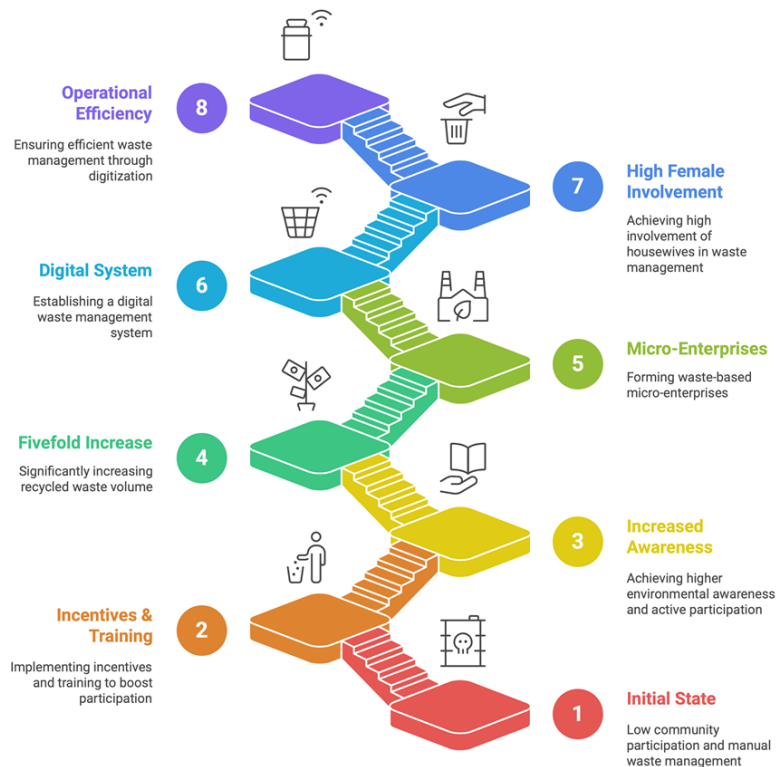 Operational
Efficiency
8
Ensuring efficient waste
management through
digitization
7
High Female
Involvement
Achieving high
involvement of
housewives in waste
management
Digital System
6
Establishing a digital
waste management
system
5
Micro-Enterprises
Forming waste-based
micro-enterprises
Fivefold Increase
4
Significantly increasing
recycled waste volume
3
Increased
Awareness
Achieving higher
environmental awareness
and active participation
Incentives &
Training
2
Implementing incentives
and training to boost
participation
1
Initial State
Low community
participation and manual
waste management